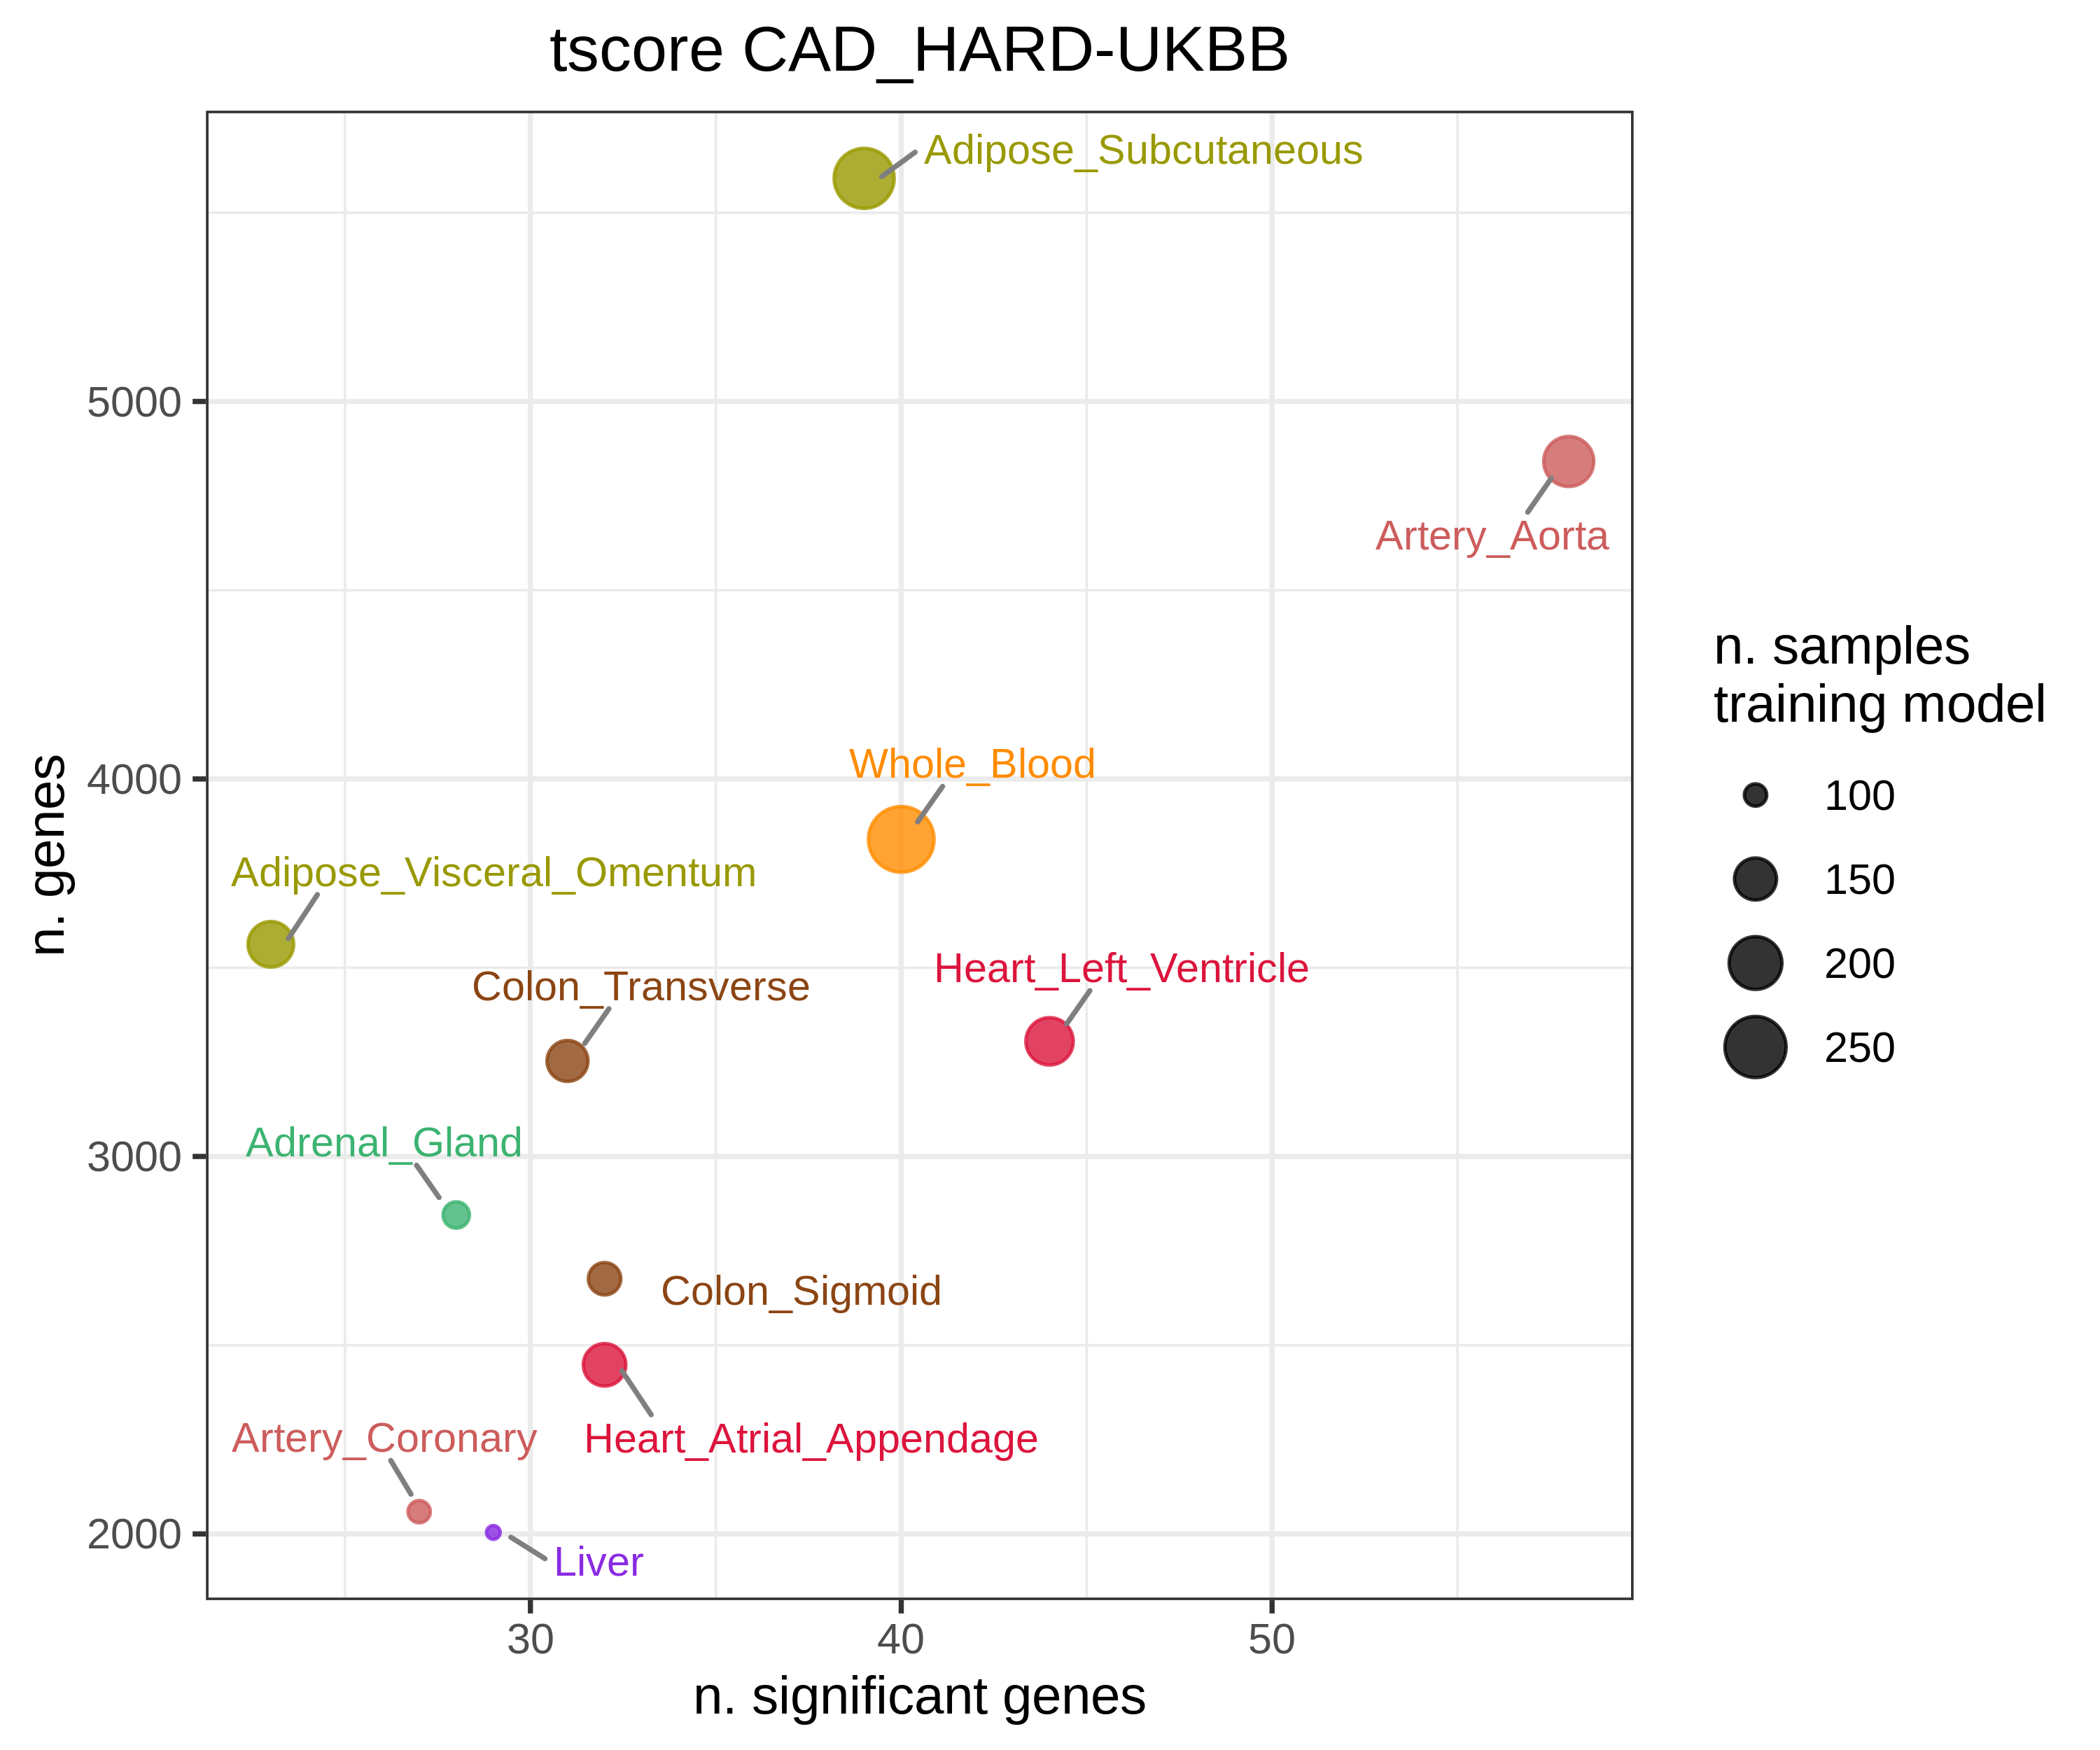 tscore CAD_HARD-UKBB
Adipose_Subcutaneous
5000
Artery_Aorta
n. samples
training model
Whole_Blood
4000
100
n. genes
Adipose_Visceral_Omentum
150
Heart_Left_Ventricle
200
Colon_Transverse
250
Adrenal_Gland
3000
Colon_Sigmoid
Artery_Coronary
Heart_Atrial_Appendage
2000
Liver
30
40
50
n. significant genes